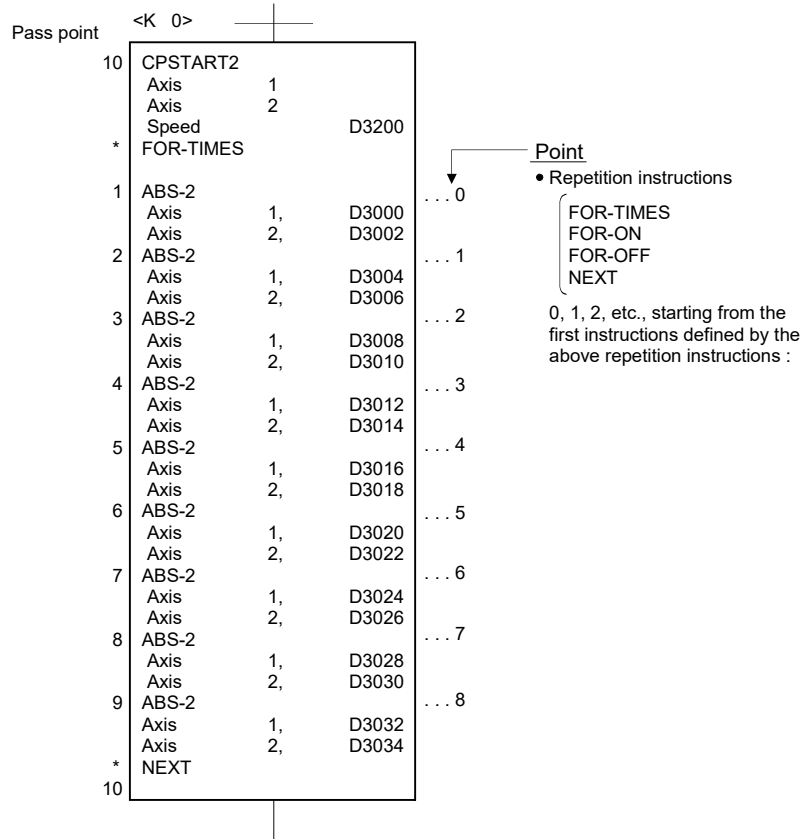 <K 0>
Pass point
10 CPSTART2
Axis 1
Axis 2
Speed D3200
* FOR-TIMES
1 ABS-2 . . . 0
Axis 1, D3000
Axis 2, D3002
2 ABS-2 . . . 1
Axis 1, D3004
Axis 2, D3006
3 ABS-2 . . . 2
Axis 1, D3008
Axis 2, D3010
4 ABS-2 . . . 3
Axis 1, D3012
Axis 2, D3014
5 ABS-2 . . . 4
Axis 1, D3016
Axis 2, D3018
6 ABS-2 . . . 5
Axis 1, D3020
Axis 2, D3022
7 ABS-2 . . . 6
Axis 1, D3024
Axis 2, D3026
8 ABS-2 . . . 7
Axis 1, D3028
Axis 2, D3030
9 ABS-2 . . . 8
Axis 1, D3032
Axis 2, D3034
* NEXT
10
Point
• Repetition instructions
FOR-TIMES
FOR-ON
FOR-OFF
NEXT
0, 1, 2, etc., starting from the
first instructions defined by the
above repetition instructions :